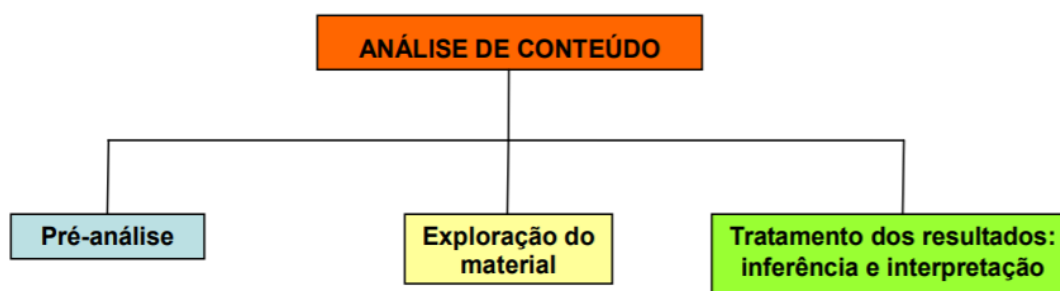 ANÁLISE DE CONTEÚDO
Pré-análise
Exploração do
material
Tratamento dos resultados:
inferência e interpretação